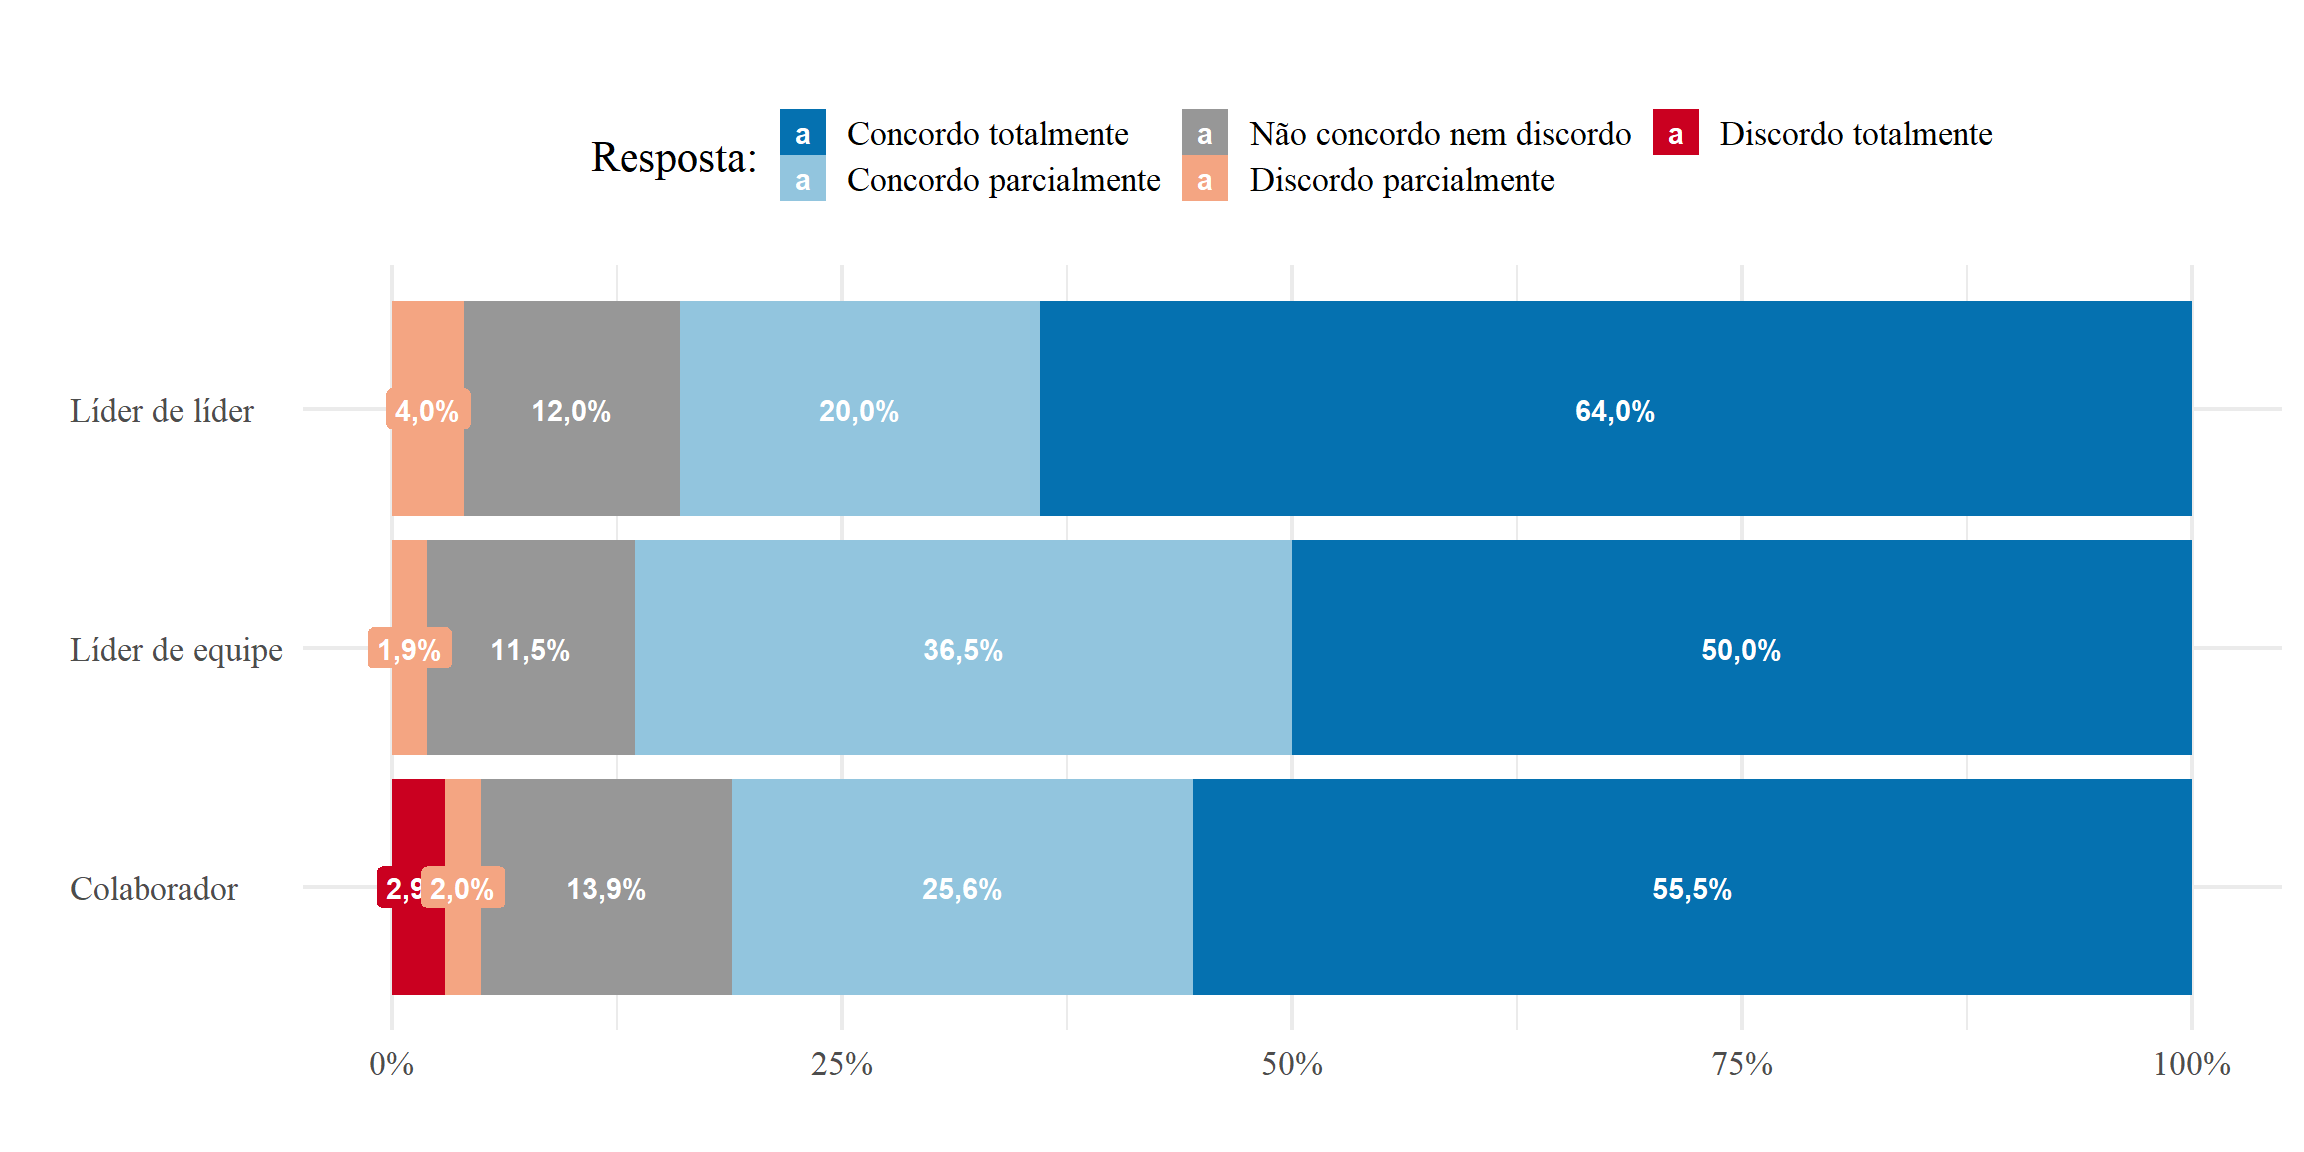 Resposta:
a Concordo totalmente a Não concordo nem discordo a Discordo totalmente
a Concordo parcialmente a Discordo parcialmente
Líder de líder 4,0% 12,0% 20,0% 64,0%
Líder de equipe 1,9% 11,5% 36,5% 50,0%
Colaborador 2,9 2,0% 13,9% 25,6% 55,5%
0% 25% 50% 75% 100%